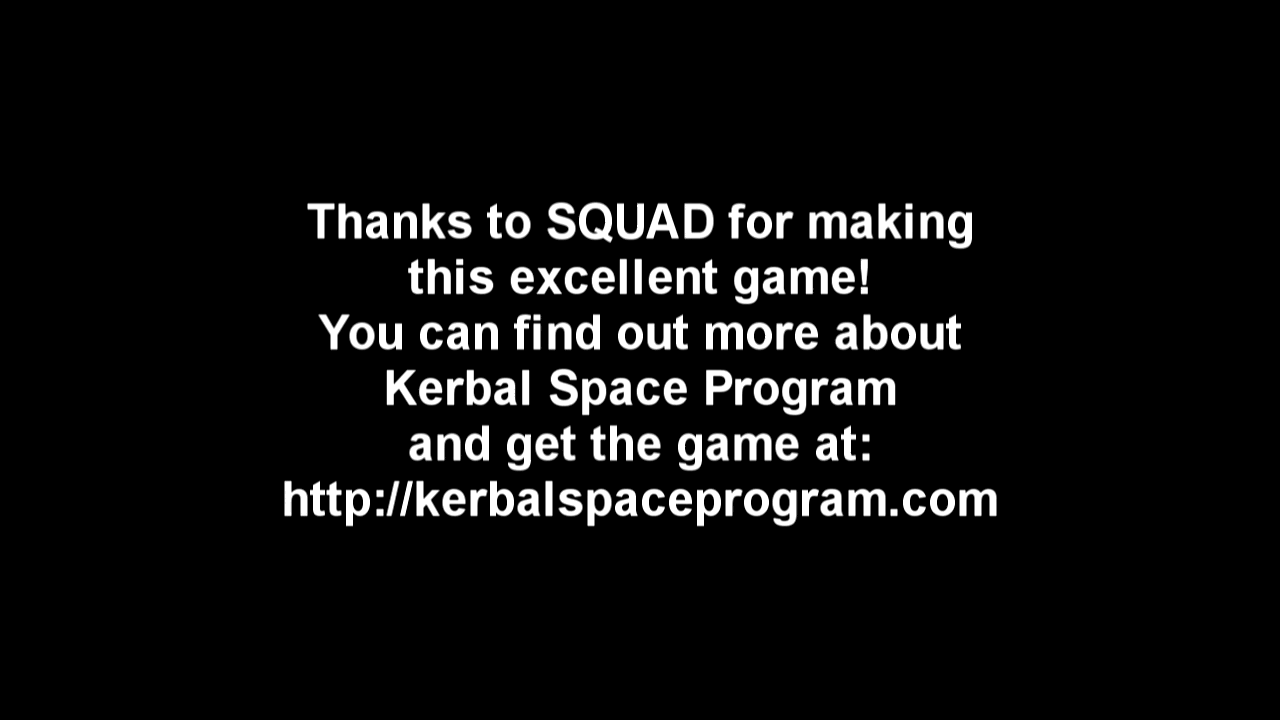 Thanks to SQUAD for making
this excellent game!
You can find out more about
Kerbal Space Program
and get the game at:
http://kerbalspaceprogram.com